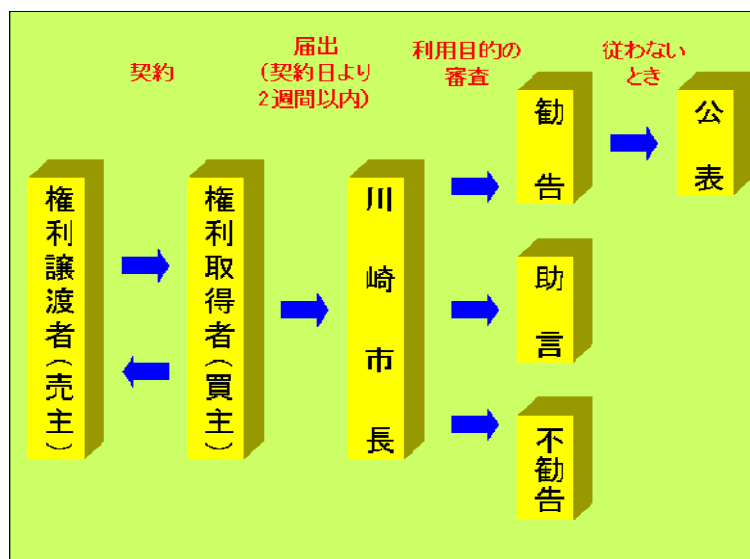 契約
届出
(契約日より
2週間以内)
利用目的の
審査
従わない
とき
権利譲渡者(売主)
権利取得者(買主)
川崎市長
勧告
助言
不勧告
公表